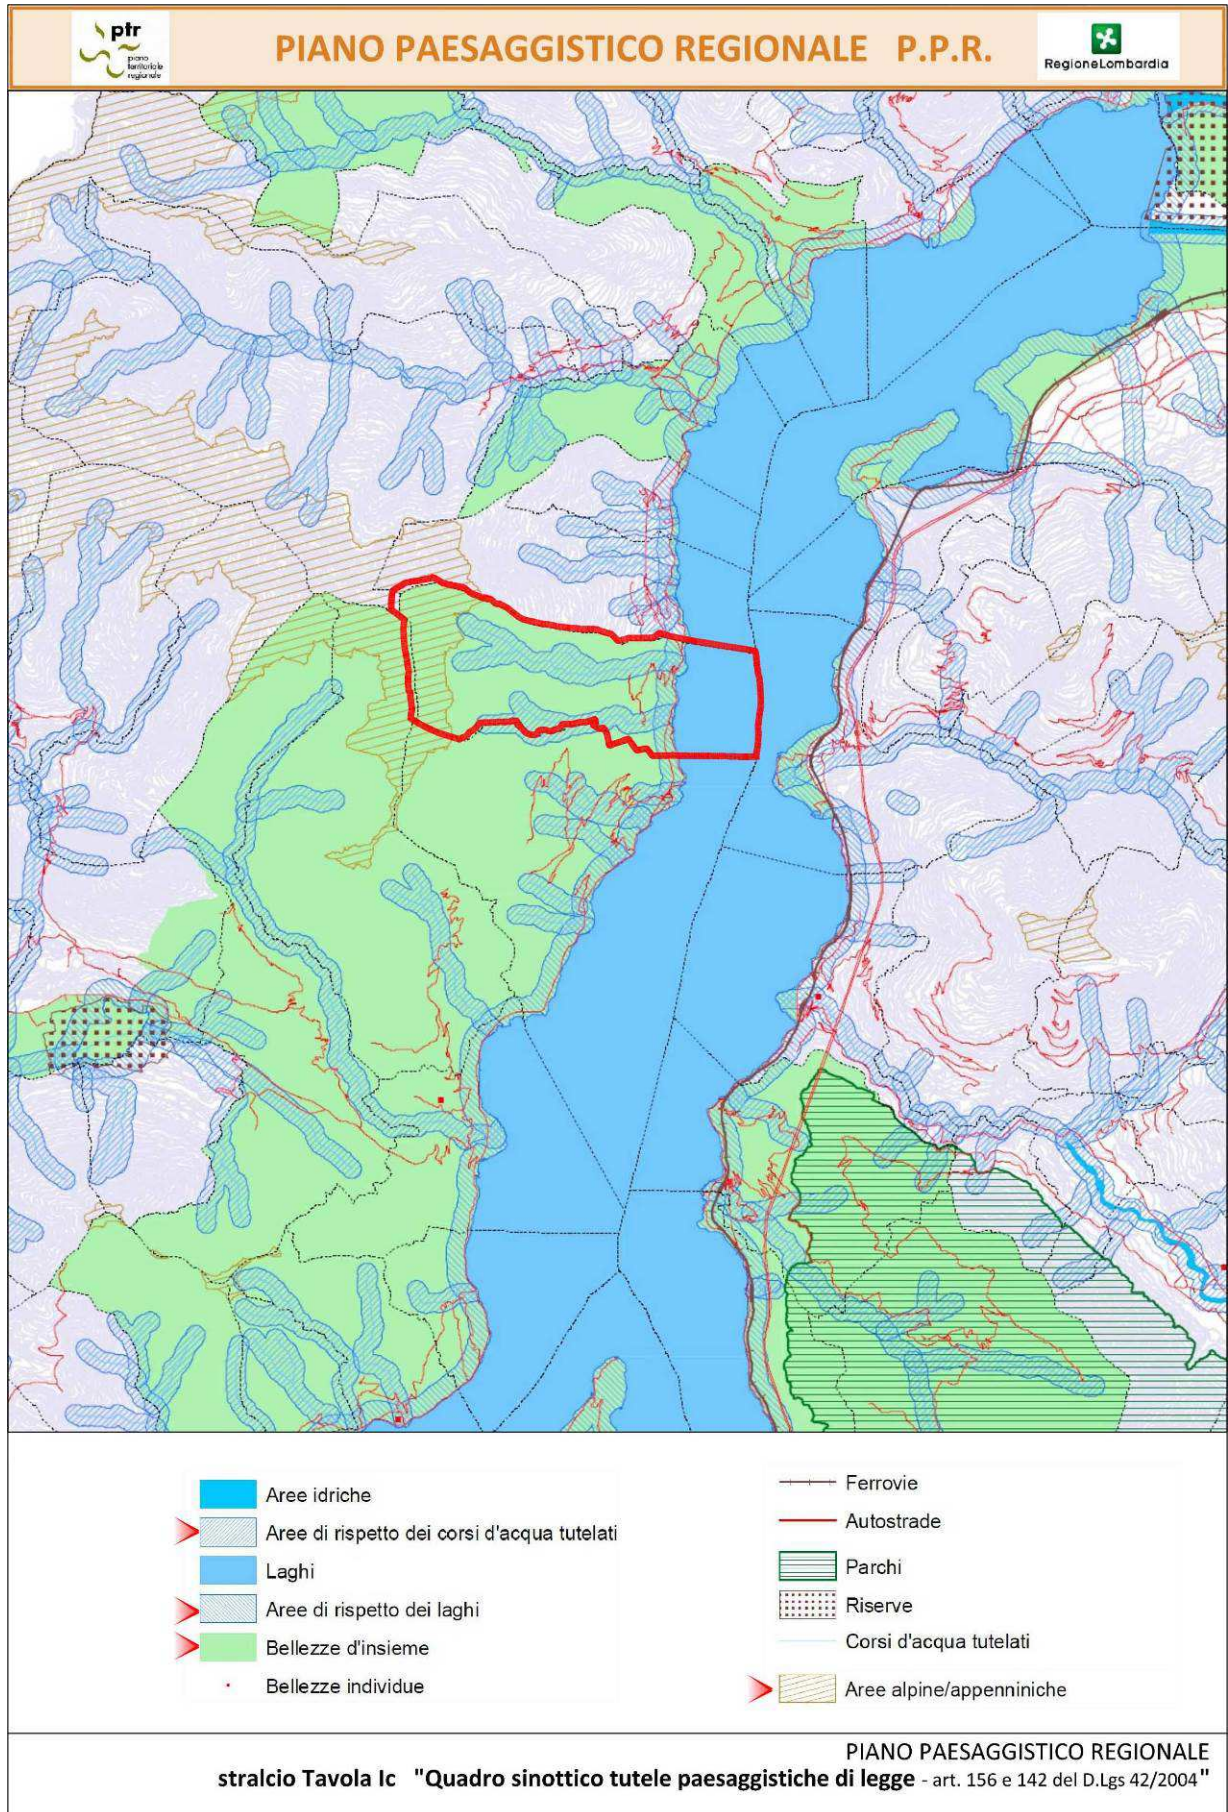 ptr
piano
territoriale
regionale
PIANO PAESAGGISTICO REGIONALE P.P.R.
RegioneLombardia
Aree idriche
Aree di rispetto dei corsi d'acqua tutelati
Laghi
Aree di rispetto dei laghi
Bellezze d'insieme
Bellezze individue
Ferrovie
Autostrade
Parchi
Riserve
Corsi d'acqua tutelati
Aree alpine/appenniniche
PIANO PAESAGGISTICO REGIONALE
stralcio Tavola Ic "Quadro sinottico tutele paesaggistiche di legge - art. 156 e 142 del D.Lgs 42/2004"